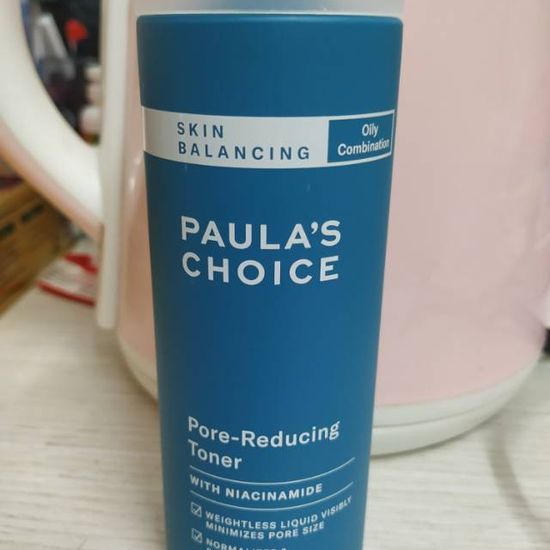 SKIN
BALANCING
Oily
Combination
PAULA'S
CHOICE
Pore-Reducing
Toner
WITH NIACINAMIDE
WEIGHTLESS LIQUID VISIBLY
MINIMIZES PORE SIZE